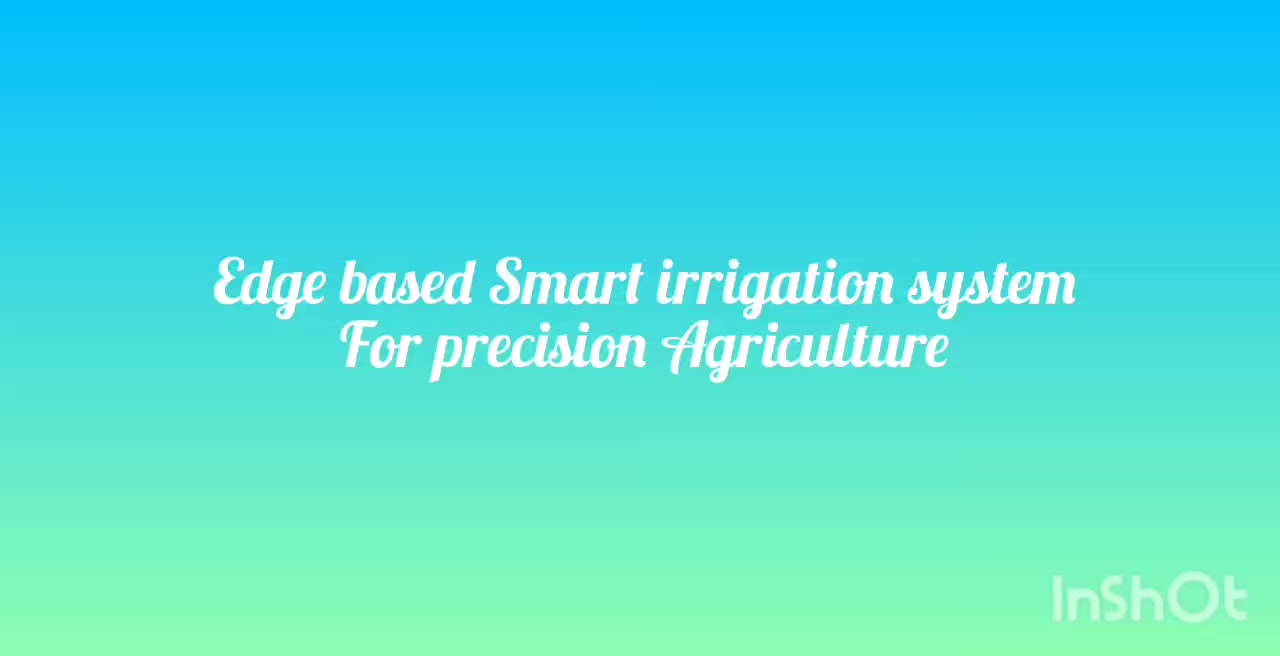 Edge based Smart irrigation system
For precision Agriculture
InShOt